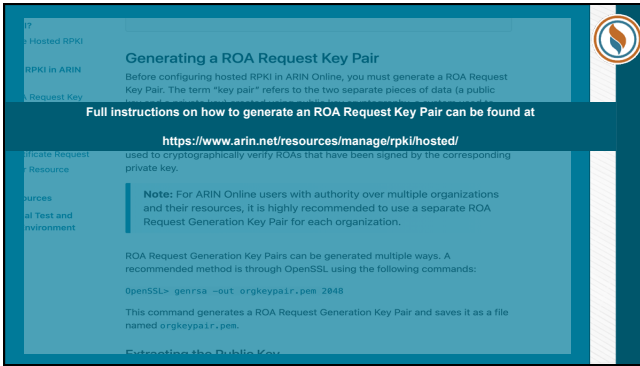 I?
Hosted RPKI
Generating a ROA Request Key Pair
Before configuring hosted RPKI in ARIN Online, you must generate a ROA Request
RPKI in ARIN
Key Pair. The term “key pair” refers to the two separate pieces of data (a public
Request Key
Full instructions on how to generate an ROA Request Key Pair can be found at
https://www.arin.net/resources/manage/rpki/hosted/
ificate Request
used to cryptographically verify ROAs that have been signed by the corresponding
r Resource
private key.
ources
Note: For ARIN Online users with authority over multiple organizations
and their resources, it is highly recommended to use a separate ROA
al Test and
Request Generation Key Pair for each organization.
nvironment
ROA Request Generation Key Pairs can be generated multiple ways. A
recommended method is through OpenSSL using the following commands:
OpenSSL> genrsa -out orgkeypair.pem 2048
This command generates a ROA Request Generation Key Pair and saves it as a file
named orgkeypair.pem.
Extracting the Public Key